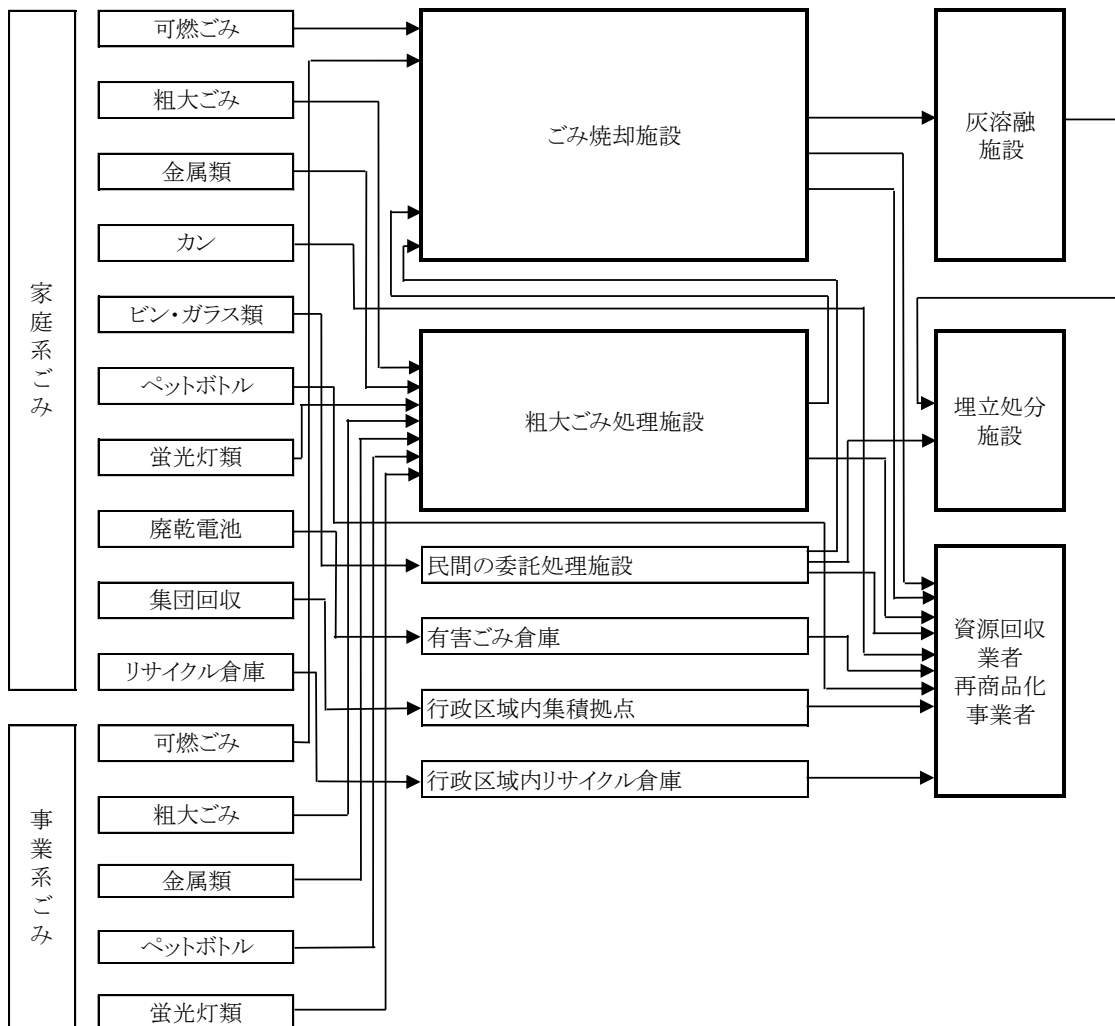 家庭系ごみ
可燃ごみ
粗大ごみ
金属類
カン
ビン・ガラス類
ペットボトル
蛍光灯類
廃乾電池
集団回収
リサイクル倉庫
事業系ごみ
可燃ごみ
粗大ごみ
金属類
ペットボトル
蛍光灯類
ごみ焼却施設
粗大ごみ処理施設
民間の委託処理施設
有害ごみ倉庫
行政区域内集積拠点
行政区域内リサイクル倉庫
灰溶融
施設
埋立処分
施設
資源回収
業者
再商品化
事業者